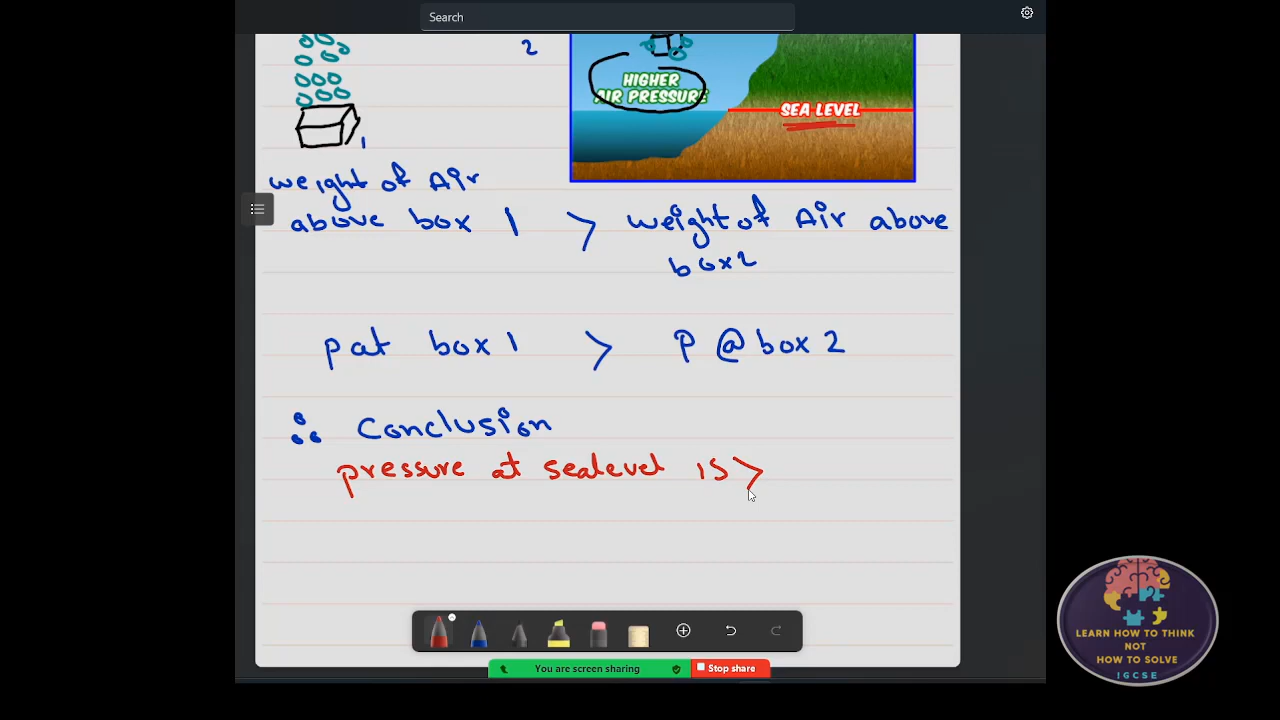 Search
2
HIGHER
AIR PRESSURE
SEA LEVEL
1
weight of Air
above box 1 > weight of Air above
box 2
p at box 1 > P @ box 2
∴ Conclusion
pressure at sealevel is >
You are screen sharing
Stop share
LEARN HOW TO THINK
NOT
HOW TO SOLVE
!GCSE